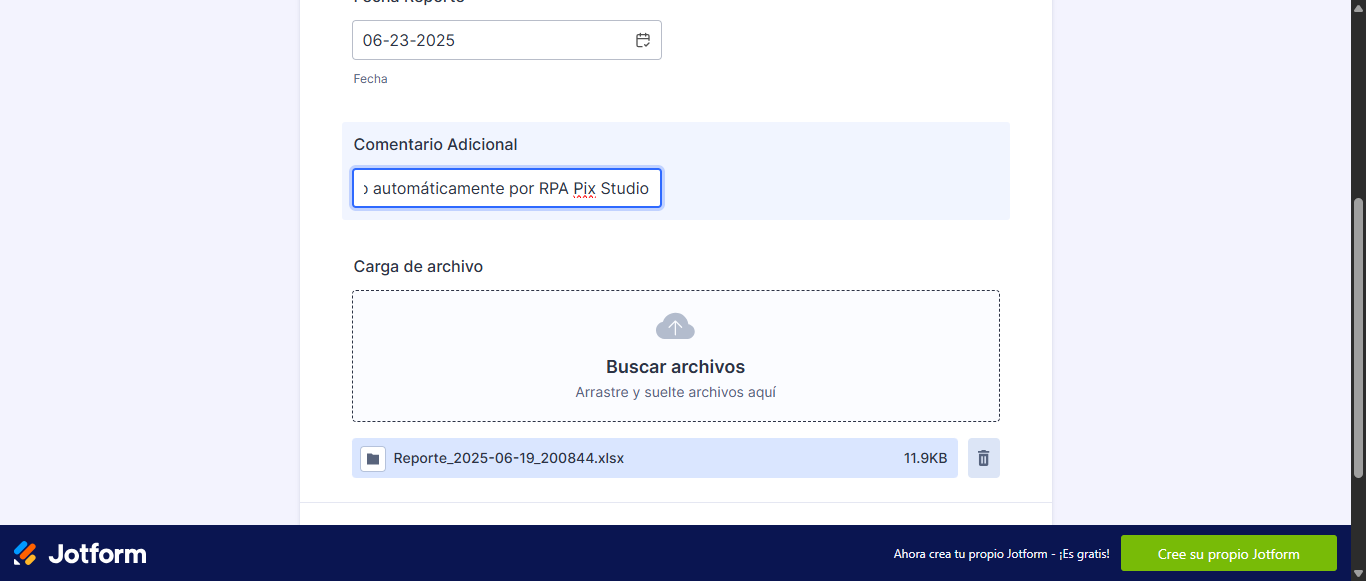 Fecha Reporte
06-23-2025
Fecha
Comentario Adicional
o automáticamente por RPA Pix Studio
Carga de archivo
Buscar archivos
Arrastre y suelte archivos aquí
Reporte_2025-06-19_200844.xlsx 11.9KB
Jotform
Ahora crea tu propio Jotform - ¡Es gratis!
Cree su propio Jotform